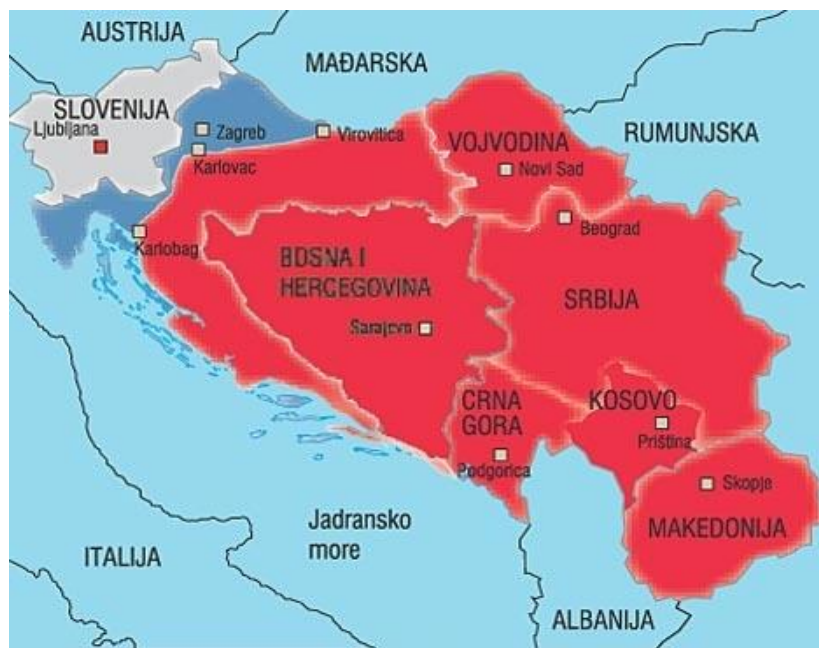 AUSTRIJA
MAĐARSKA
SLOVENIJA
Ljubljana
Zagreb
Virovitica
Karlovac
VOJVODINA
Novi Sad
RUMUNJSKA
Karlobag
Beograd
BOSNA I
HERCEGOVINA
Sarajevo
SRBIJA
CRNA
GORA
KOSOVO
Priština
Podgorica
Skopje
MAKEDONIJA
Jadransko
more
ITALIJA
ALBANIJA